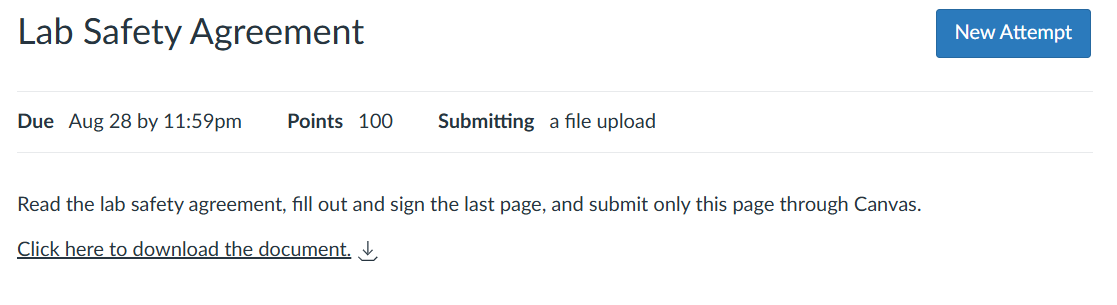 Lab Safety Agreement
New Attempt
Due Aug 28 by 11:59pm Points 100 Submitting a file upload
Read the lab safety agreement, fill out and sign the last page, and submit only this page through Canvas.
Click here to download the document.